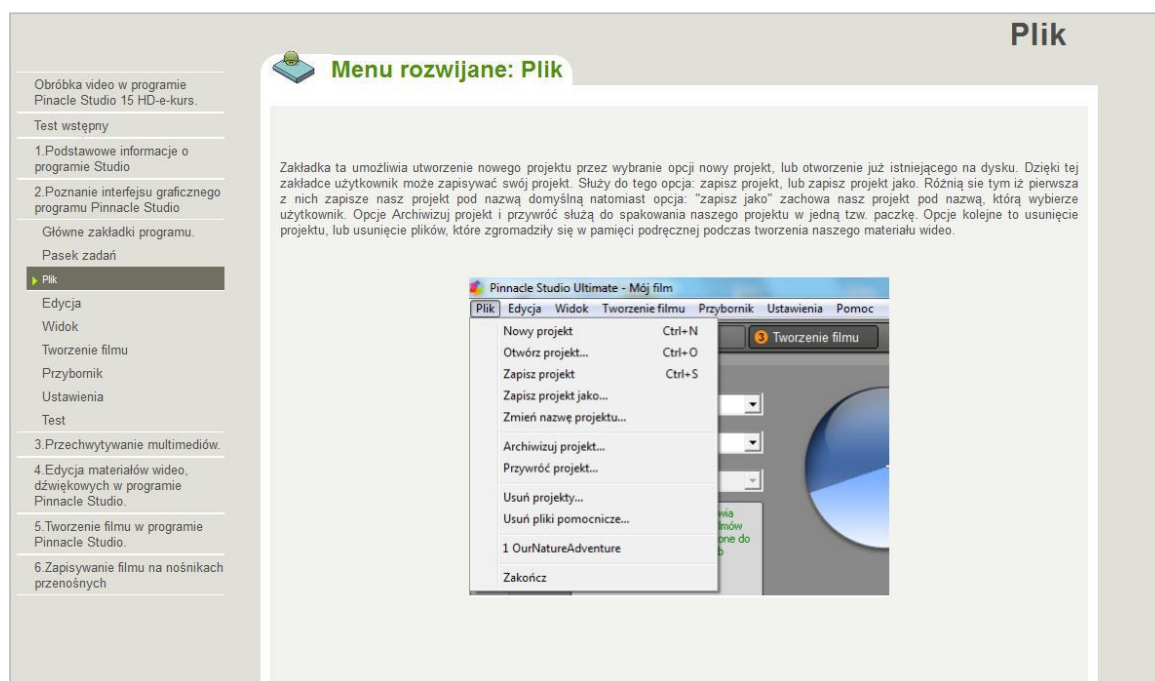 Plik
Menu rozwijane: Plik
Obróbka video w programie
Pinacle Studio 15 HD-e-kurs.
Test wstępny
1.Podstawowe informacje o
programie Studio
2.Poznanie interfejsu graficznego
programu Pinnacle Studio
Główne zakładki programu.
Pasek zadań
Plik
Edycja
Widok
Tworzenie filmu
Przybornik
Ustawienia
Test
3.Przechwytywanie multimediów.
4.Edycja materiałów wideo,
dźwiękowych w programie
Pinnacle Studio.
5.Tworzenie filmu w programie
Pinnacle Studio.
6.Zapisywanie filmu na nośnikach
przenośnych
Zakładka ta umożliwia utworzenie nowego projektu przez wybranie opcji nowy projekt, lub otworzenie już istniejącego na dysku. Dzięki tej
zakładce użytkownik może zapisywać swój projekt. Służy do tego opcja: zapisz projekt, lub zapisz projekt jako. Różnią sie tym iż pierwsza
z nich zapisze nasz projekt pod nazwą domyślną natomiast opcja: "zapisz jako" zachowa nasz projekt pod nazwą, którą wybierze
użytkownik. Opcje Archiwizuj projekt i przywróć służą do spakowania naszego projektu w jedną tzw. paczkę. Opcje kolejne to usunięcie
projektu, lub usunięcie plików, które zgromadziły się w pamięci podręcznej podczas tworzenia naszego materiału wideo.
Pinnacle Studio Ultimate - Mój film
Plik Edycja Widok Tworzenie filmu Przybornik Ustawienia Pomoc
Nowy projekt Ctrl+N
3 Tworzenie filmu
Otwórz projekt... Ctrl+O
Zapisz projekt Ctrl+S
Zapisz projekt jako...
Zmień nazwę projektu...
Archiwizuj projekt...
Przywróć projekt...
Usuń projekty...
Usuń pliki pomocnicze...
1 OurNatureAdventure
Zakończ